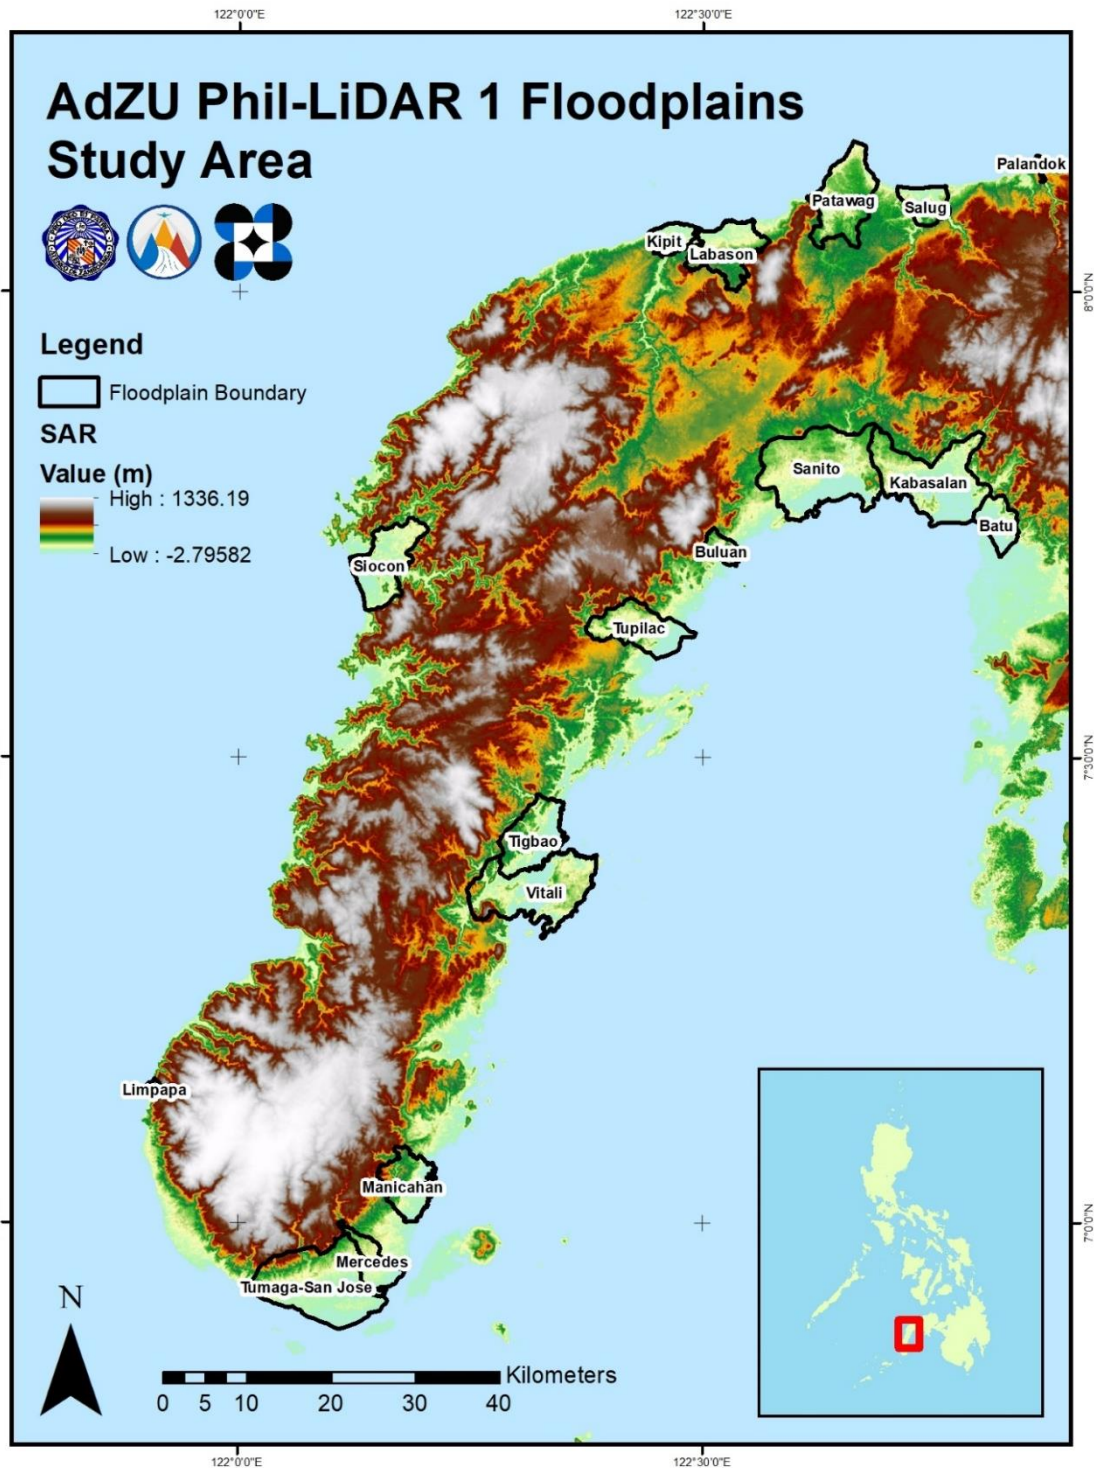 122°0'0"E
122°30'0"E
AdZU Phil-LiDAR 1 Floodplains
Study Area
Palandok
Patawag
Salug
Kipit
Labason
8°0'0"N
Legend
Floodplain Boundary
SAR
Value (m)
High : 1336.19
Low : -2.79582
Sanito
Kabasalan
Batu
Buluan
Siocon
Tupilac
7°30'0"N
Tigbao
Vitali
Limpapa
Manicahan
7°0'0"N
Mercedes
Tumaga-San Jose
N
Kilometers
0 5 10 20 30 40
122°0'0"E
122°30'0"E